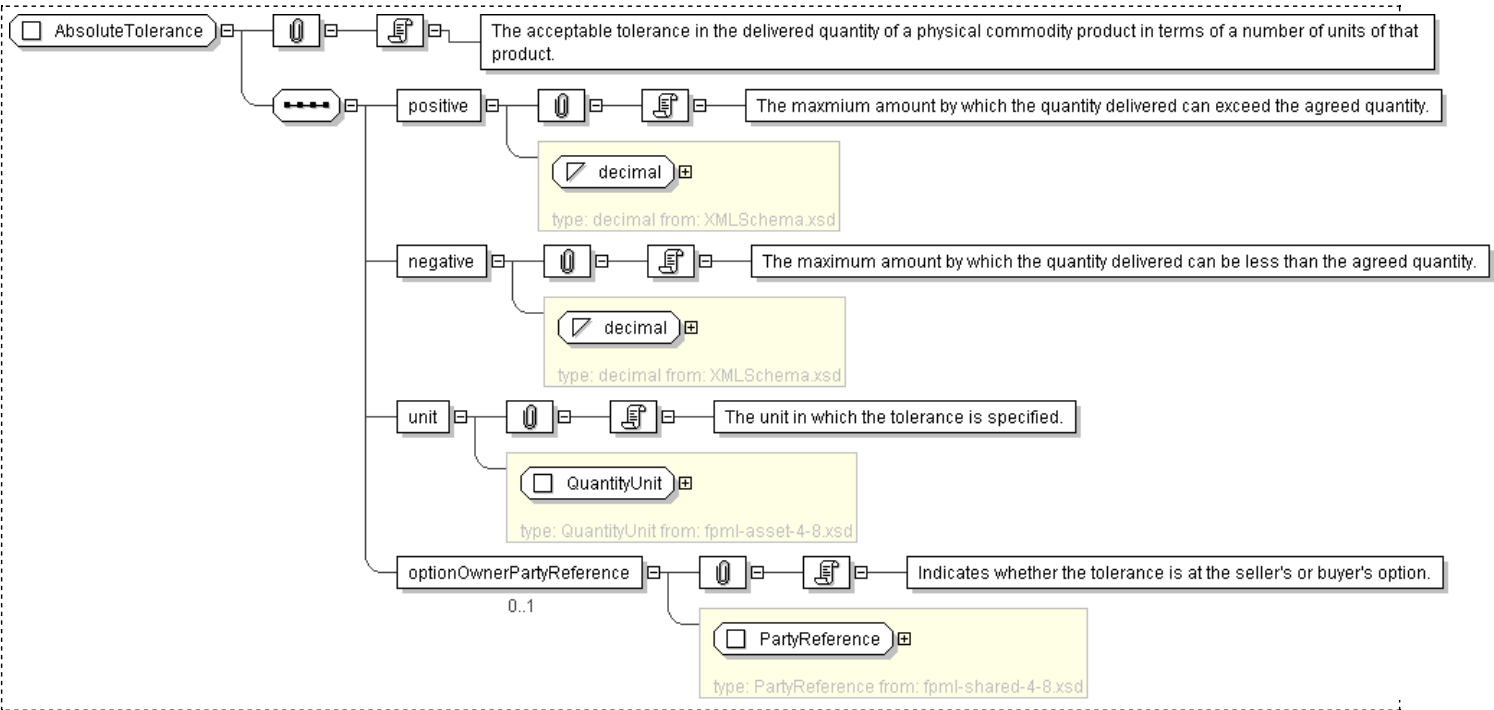 AbsoluteTolerance
The acceptable tolerance in the delivered quantity of a physical commodity product in terms of a number of units of that
product.
positive
The maxmium amount by which the quantity delivered can exceed the agreed quantity.
decimal
type: decimal from: XMLSchema.xsd
negative
The maximum amount by which the quantity delivered can be less than the agreed quantity.
decimal
type: decimal from: XMLSchema.xsd
unit
The unit in which the tolerance is specified.
QuantityUnit
type: QuantityUnit from: fpml-asset-4-8.xsd
optionOwnerPartyReference
Indicates whether the tolerance is at the seller's or buyer's option.
0..1
PartyReference
type: PartyReference from: fpml-shared-4-8.xsd